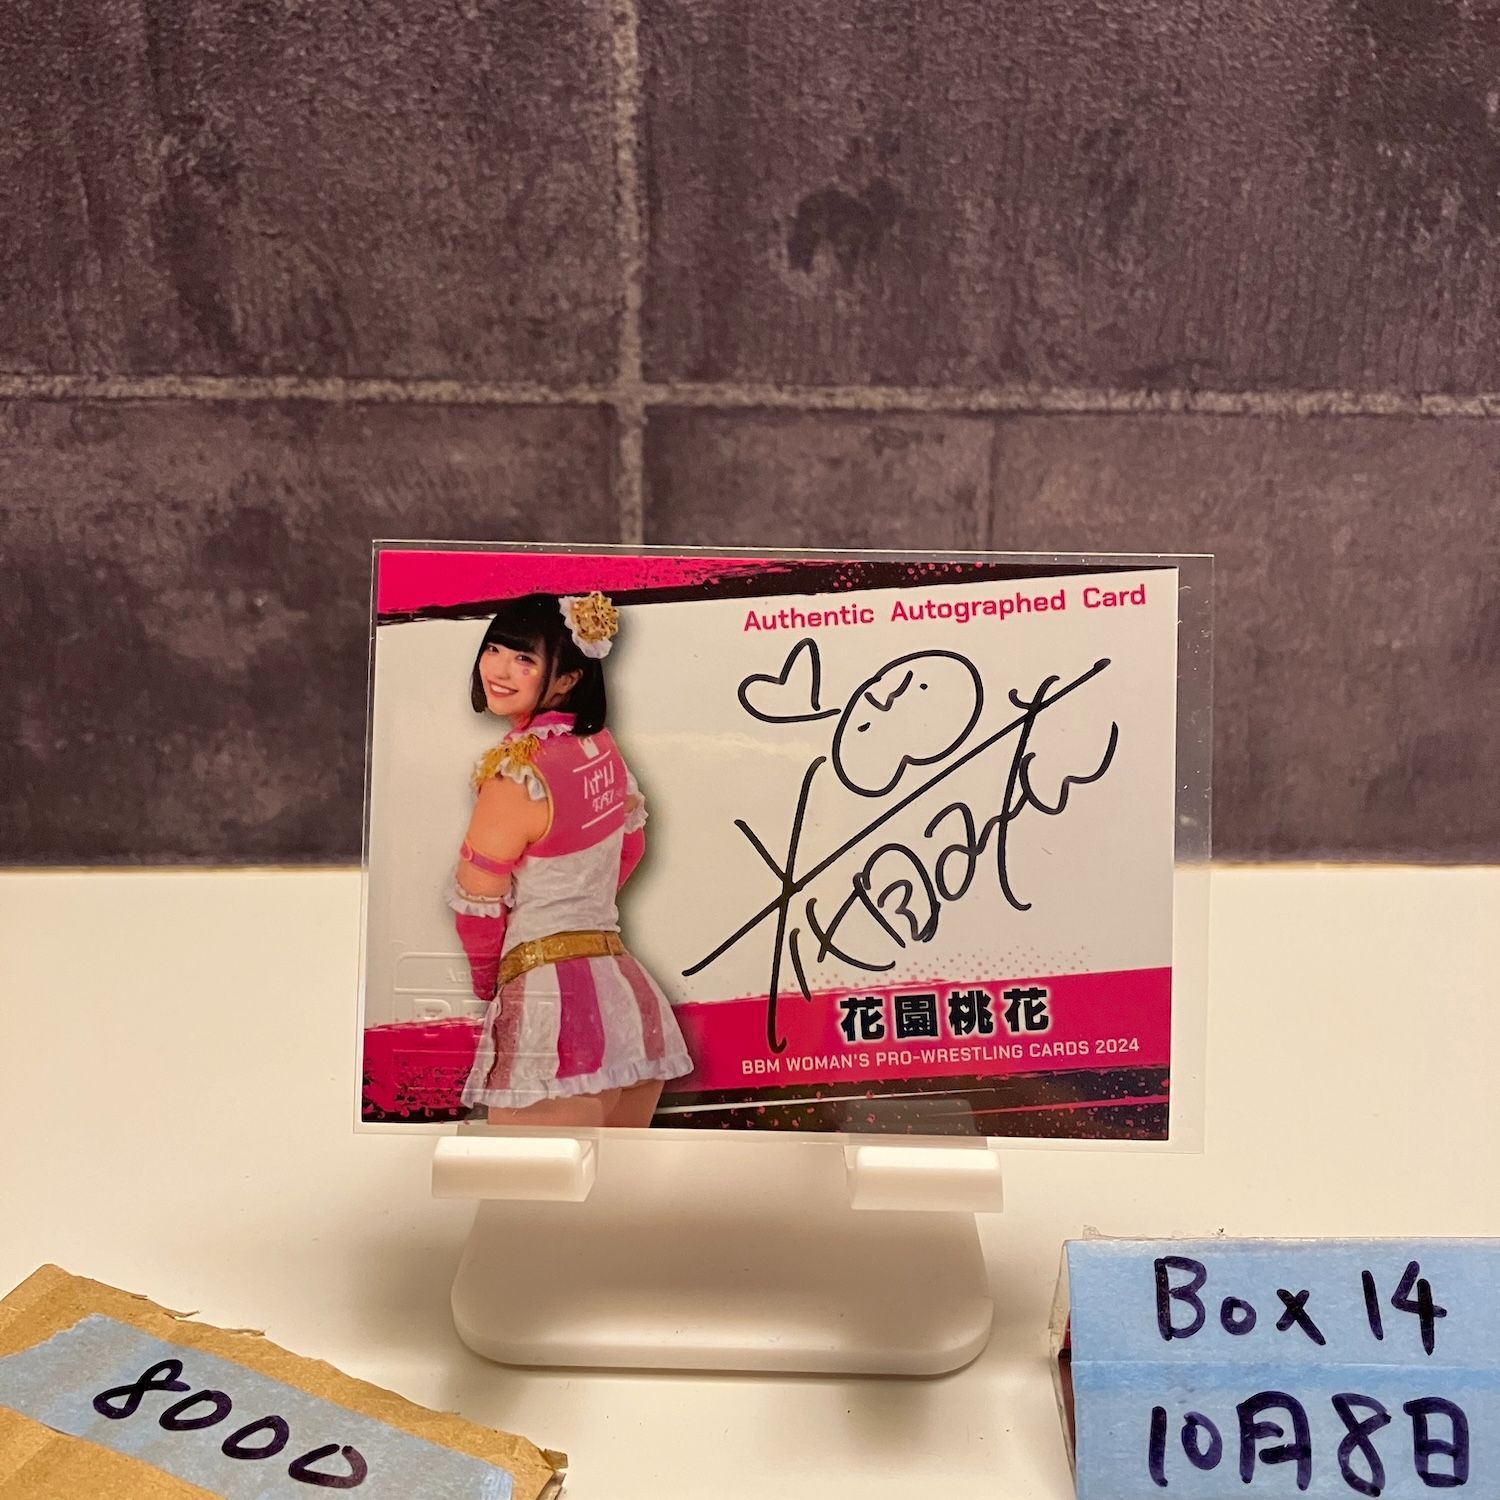 Authentic Autographed Card
花園桃花
BBM WOMAN'S PRO-WRESTLING CARDS 2024
8000
Box 14
10月8日